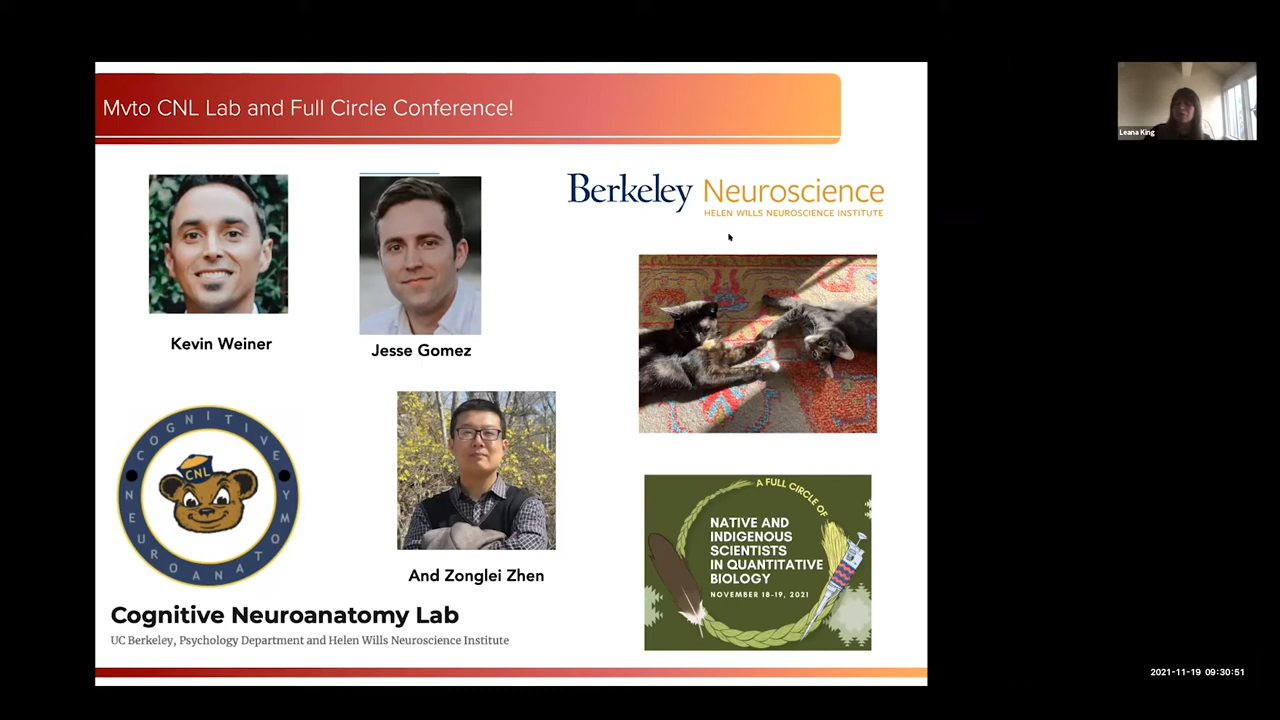 Mvto CNL Lab and Full Circle Conference!
Berkeley Neuroscience
HELEN WILLS NEUROSCIENCE INSTITUTE
Leana King
Kevin Weiner
Jesse Gomez
COGNITIVE
NEUROANATOMY
CNL
And Zonglei Zhen
A FULL CIRCLE OF
NATIVE AND
INDIGENOUS
SCIENTISTS
IN QUANTITATIVE
BIOLOGY
NOVEMBER 18-19, 2021
Cognitive Neuroanatomy Lab
UC Berkeley, Psychology Department and Helen Wills Neuroscience Institute
2021-11-19 09:30:51